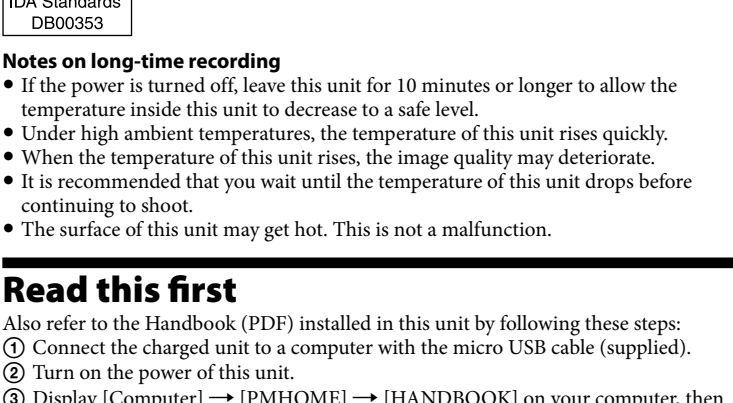 IDA Standards
DB00353
Notes on long-time recording
• If the power is turned off, leave this unit for 10 minutes or longer to allow the
temperature inside this unit to decrease to a safe level.
• Under high ambient temperatures, the temperature of this unit rises quickly.
• When the temperature of this unit rises, the image quality may deteriorate.
• It is recommended that you wait until the temperature of this unit drops before
continuing to shoot.
• The surface of this unit may get hot. This is not a malfunction.
Read this first
Also refer to the Handbook (PDF) installed in this unit by following these steps:
① Connect the charged unit to a computer with the micro USB cable (supplied).
② Turn on the power of this unit.
③ Display [Computer] → [PMHOME] → [HANDBOOK] on your computer, then